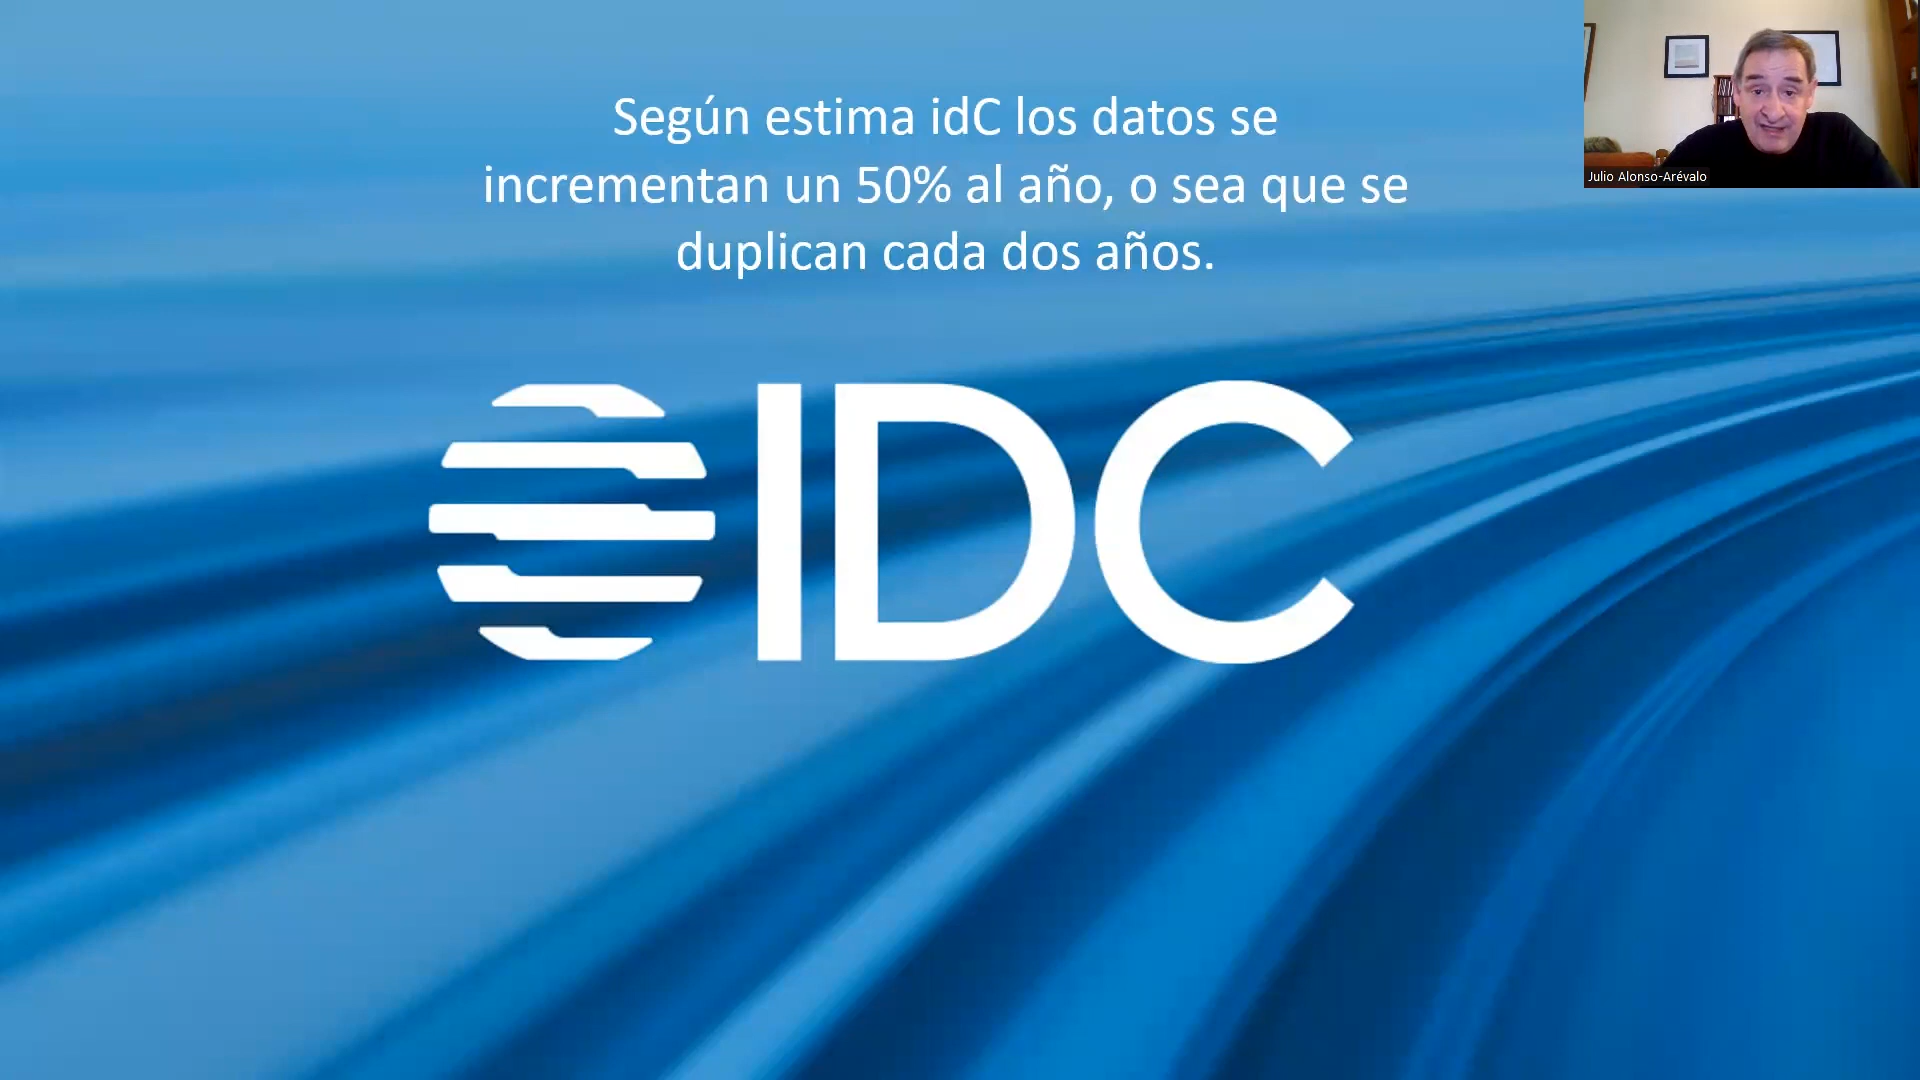 Según estima idC los datos se
incrementan un 50% al año, o sea que se
duplican cada dos años.
Julio Alonso-Arévalo
IDC